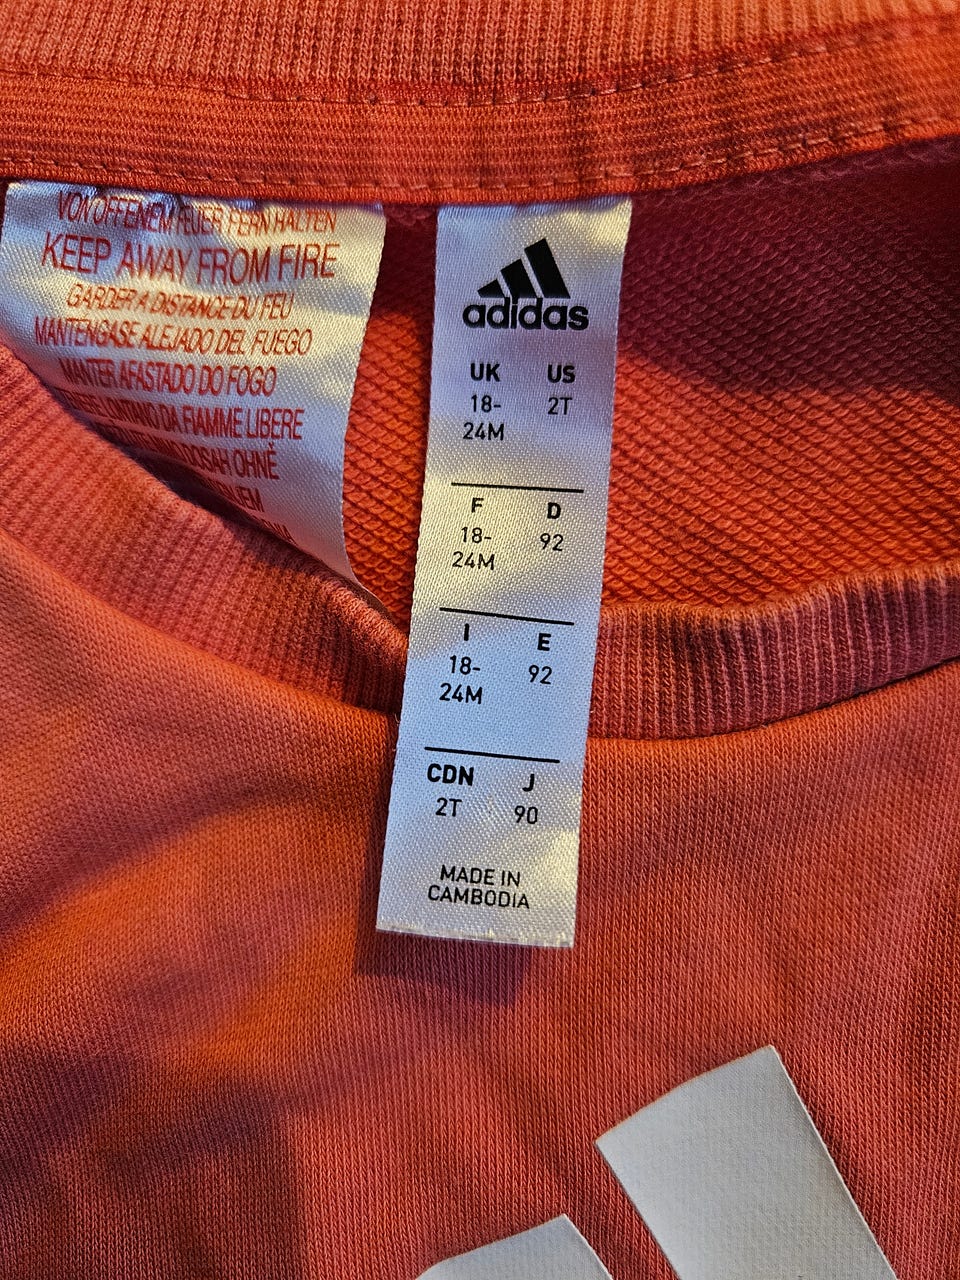 VON OFFENEM FEUER FERN HALTEN
KEEP AWAY FROM FIRE
GARDER A DISTANCE DU FEU
MANTENGASE ALEJADO DEL FUEGO
MANTER AFASTADO DO FOGO
DA FIAMME LIBERE
DOSAH OHNĚ
adidas
UK US
18- 2T
24M
F D
18- 92
24M
I E
18- 92
24M
CDN J
2T 90
MADE IN
CAMBODIA